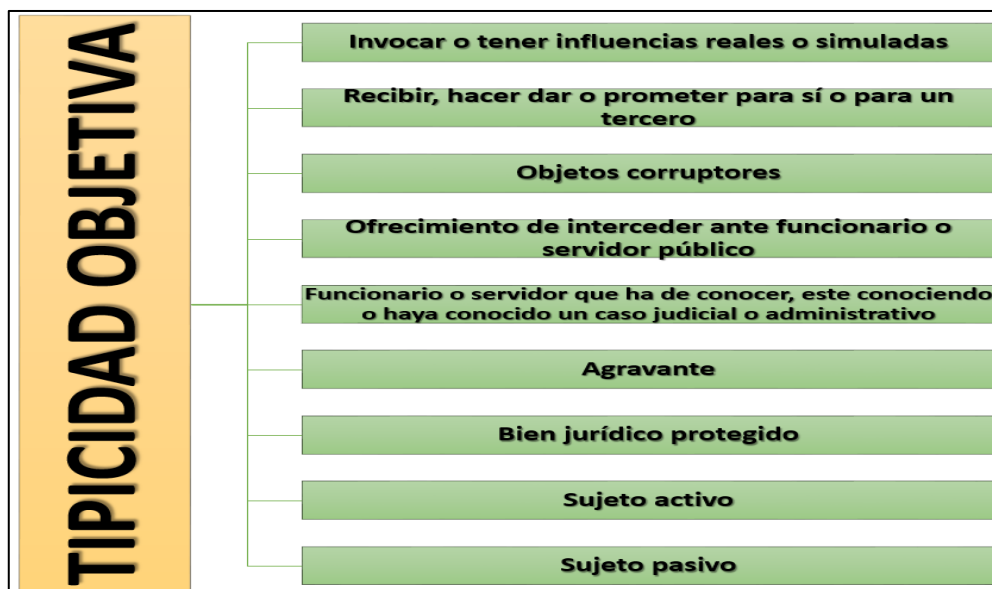 TIPICIDAD OBJETIVA
Invocar o tener influencias reales o simuladas
Recibir, hacer dar o prometer para sí o para un
tercero
Objetos corruptores
Ofrecimiento de interceder ante funcionario o
servidor público
Funcionario o servidor que ha de conocer, este conociendo
o haya conocido un caso judicial o administrativo
Agravante
Bien jurídico protegido
Sujeto activo
Sujeto pasivo